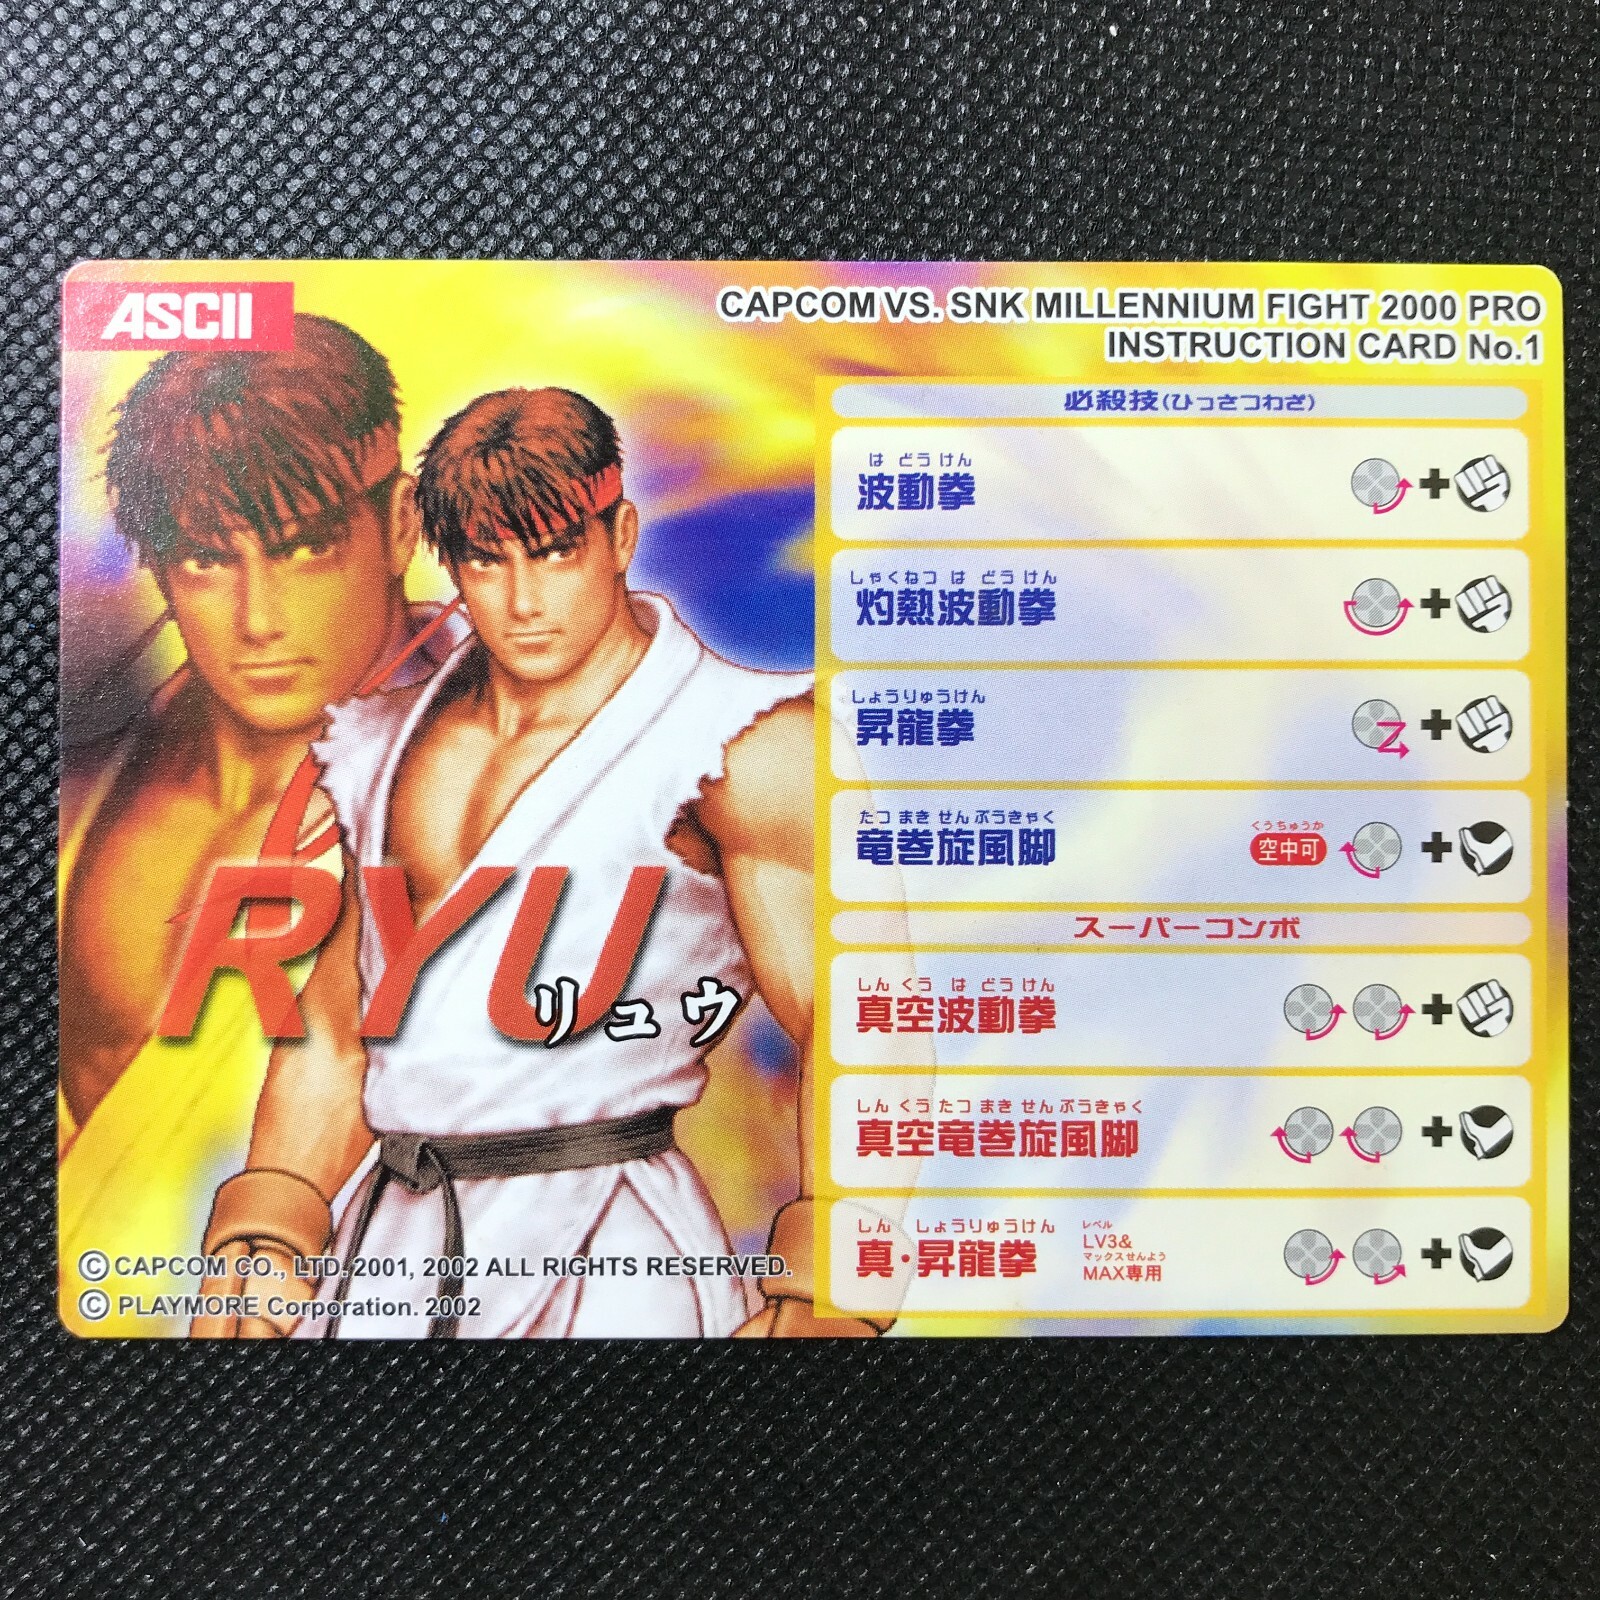 ASCII
CAPCOM VS. SNK MILLENNIUM FIGHT 2000 PRO
INSTRUCTION CARD No.1
必殺技(ひっさつわざ)
は どう けん
波動拳
しゃくねつ は どう けん
灼熱波動拳
しょうりゅうけん
昇龍拳
たつ まき せん ぷうきゃく
竜巻旋風脚
くうちゅうか
空中可
スーパーコンボ
しん くう は どう けん
真空波動拳
しん くう たつ まき せん ぷうきゃく
真空竜巻旋風脚
しん しょうりゅうけん
真・昇龍拳
レベル
LV3&
マックスせんよう
MAX専用
RYU
リュウ
©CAPCOM CO., LTD. 2001, 2002 ALL RIGHTS RESERVED.
© PLAYMORE Corporation. 2002